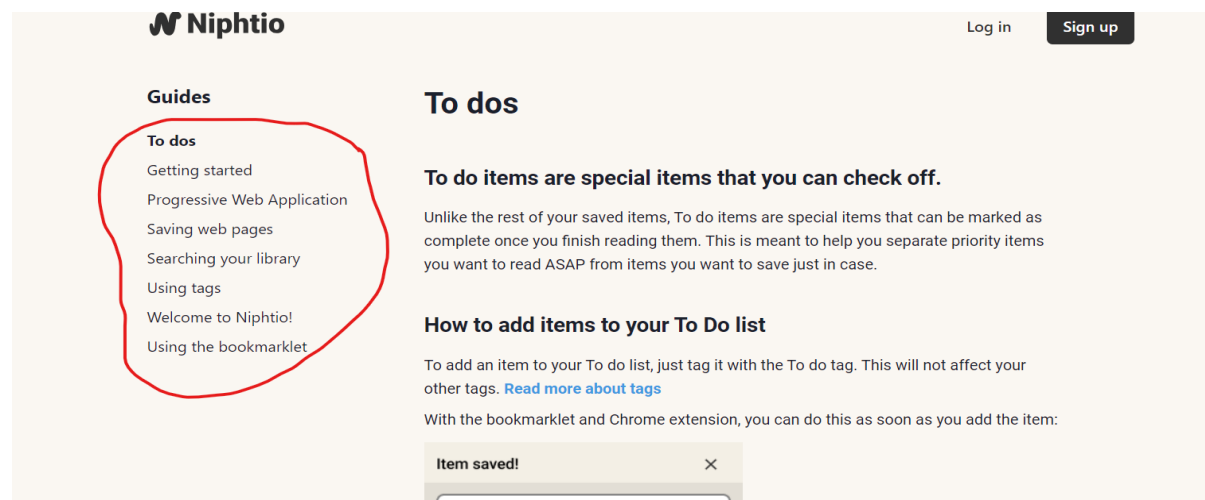 Niphtio
Log in
Sign up
Guides
To dos
Getting started
Progressive Web Application
Saving web pages
Searching your library
Using tags
Welcome to Niphtio!
Using the bookmarklet
To dos
To do items are special items that you can check off.
Unlike the rest of your saved items, To do items are special items that can be marked as
complete once you finish reading them. This is meant to help you separate priority items
you want to read ASAP from items you want to save just in case.
How to add items to your To Do list
To add an item to your To do list, just tag it with the To do tag. This will not affect your
other tags. Read more about tags
With the bookmarklet and Chrome extension, you can do this as soon as you add the item:
Item saved!